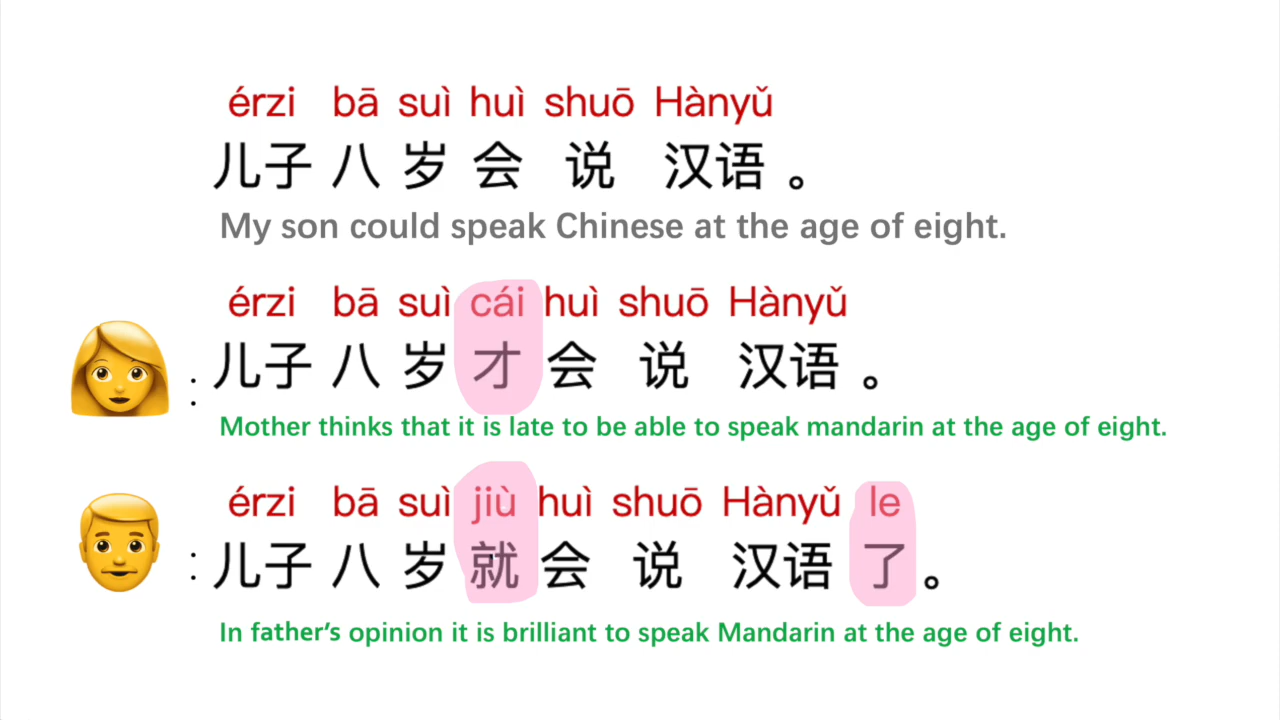 érzi bā suì huì shuō Hànyǔ
儿子 八 岁 会 说 汉语 。
My son could speak Chinese at the age of eight.
érzi bā suì cái huì shuō Hànyǔ
: 儿子 八 岁 才 会 说 汉语 。
Mother thinks that it is late to be able to speak mandarin at the age of eight.
érzi bā suì jiù huì shuō Hànyǔ le
: 儿子 八 岁 就 会 说 汉语 了 。
In father's opinion it is brilliant to speak Mandarin at the age of eight.